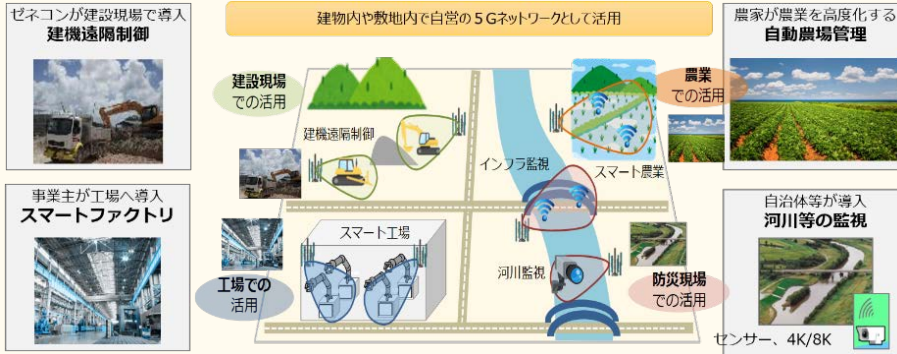 建物内や敷地内で自営の5Gネットワークとして活用
ゼネコンが建設現場で導入
建機遠隔制御
事業主が工場へ導入
スマートファクトリ
建設現場
での活用
建機遠隔制御
インフラ監視
スマート農業
農業
での活用
スマート工場
工場での
活用
河川監視
防災現場
での活用
農家が農業を高度化する
自動農場管理
自治体等が導入
河川等の監視
センサー、4K/8K